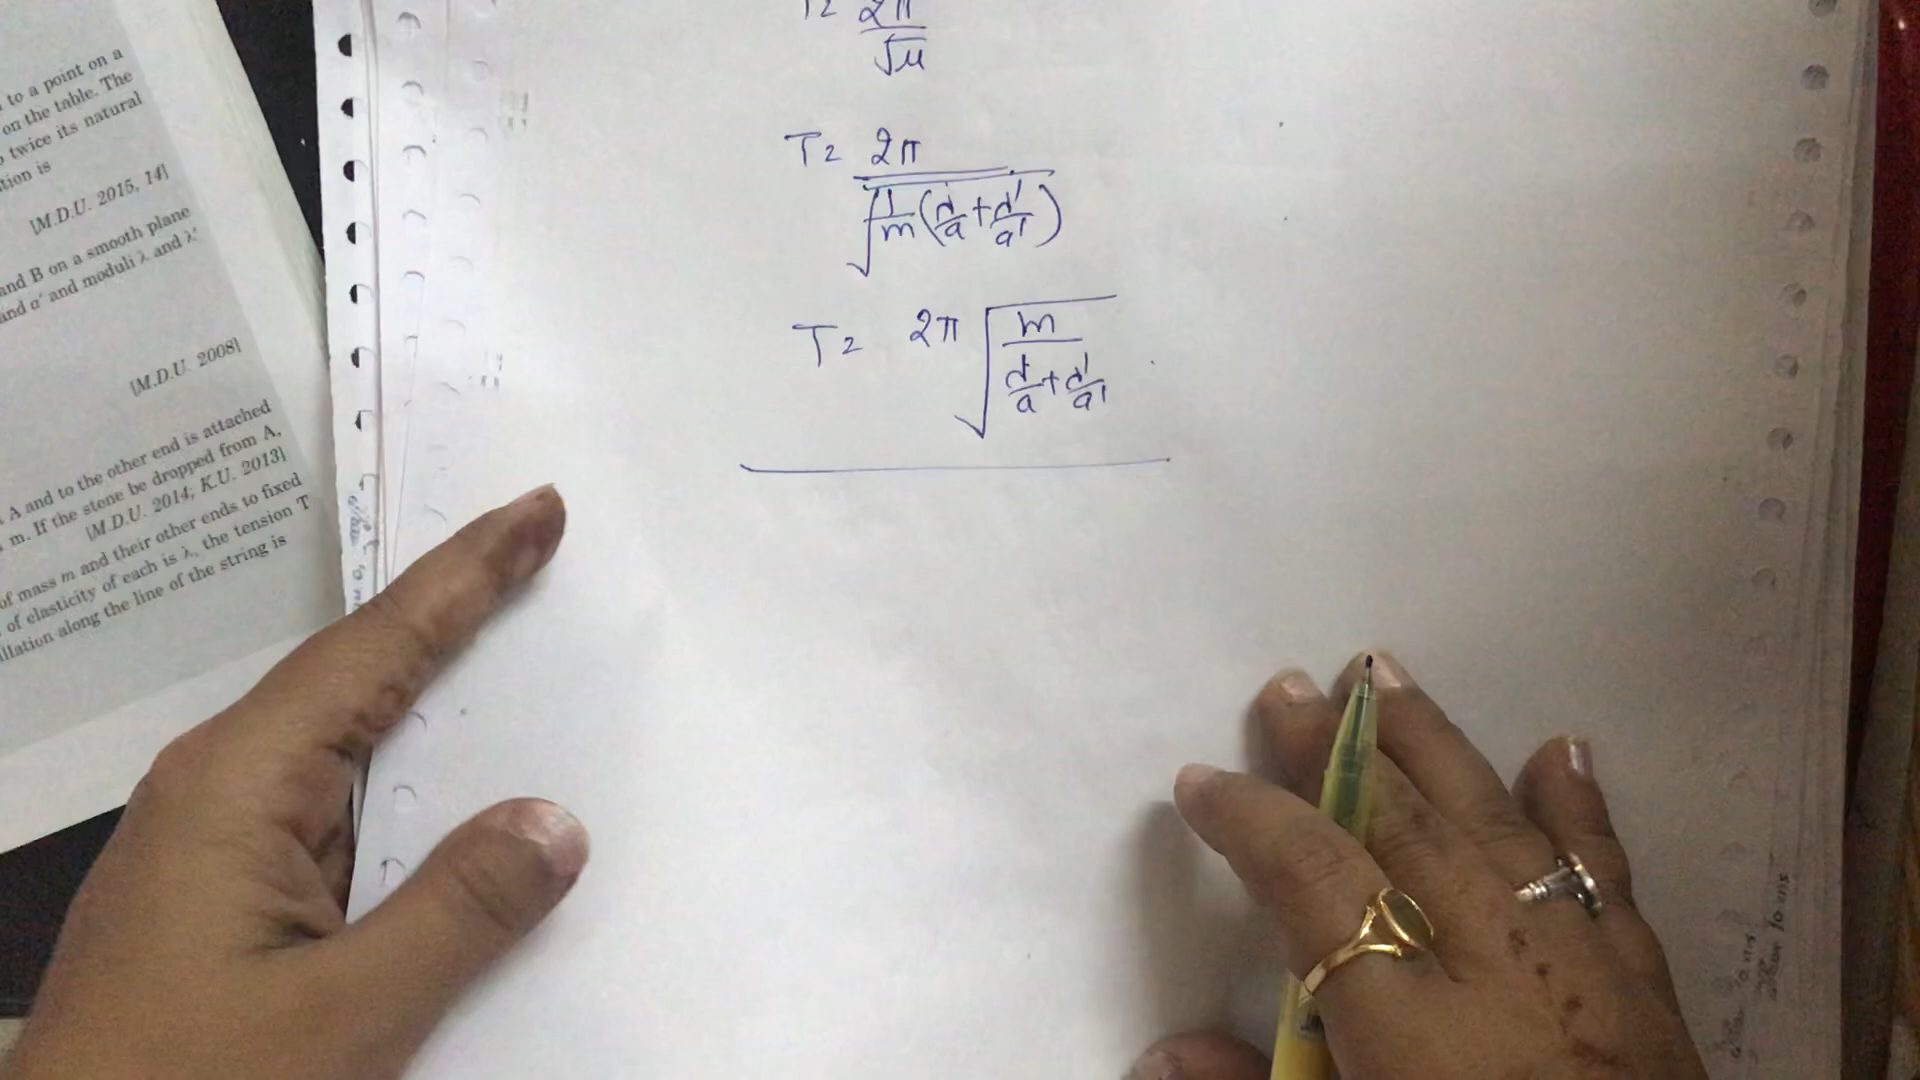 to a point on a
on the table. The
twice its natural
tion is
[M.D.U. 2015, 14]
and B on a smooth plane
and a′ and moduli λ and λ′
[M.D.U. 2008]
A and to the other end is attached
m. If the stone be dropped from A,
[M.D.U. 2014; K.U. 2013]
of mass m and their other ends to fixed
of elasticity of each is λ, the tension T
illation along the line of the string is
T = 2π/√μ
T = 2π/√(1/m(λ/a + λ'/a'))
T = 2π √(m/(λ/a + λ'/a'))